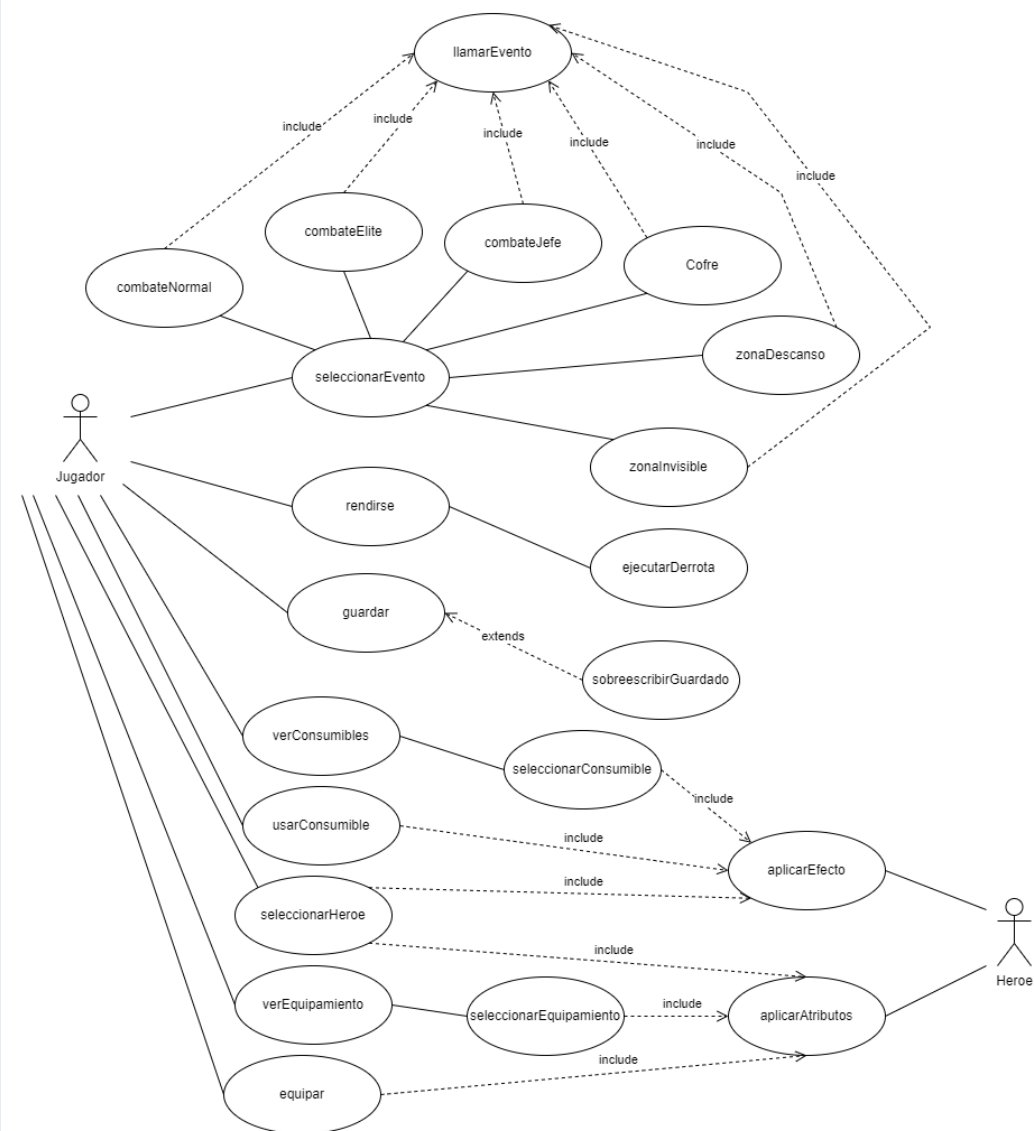 llamarEvento
include
include
include
include
include
include
combateElite
combateJefe
Cofre
combateNormal
zonaDescanso
seleccionarEvento
zonaInvisible
Jugador
rendirse
ejecutarDerrota
guardar
extends
sobreescribirGuardado
verConsumibles
seleccionarConsumible
include
usarConsumible
include
aplicarEfecto
include
seleccionarHeroe
include
Heroe
verEquipamiento
include
seleccionarEquipamiento
aplicarAtributos
include
equipar